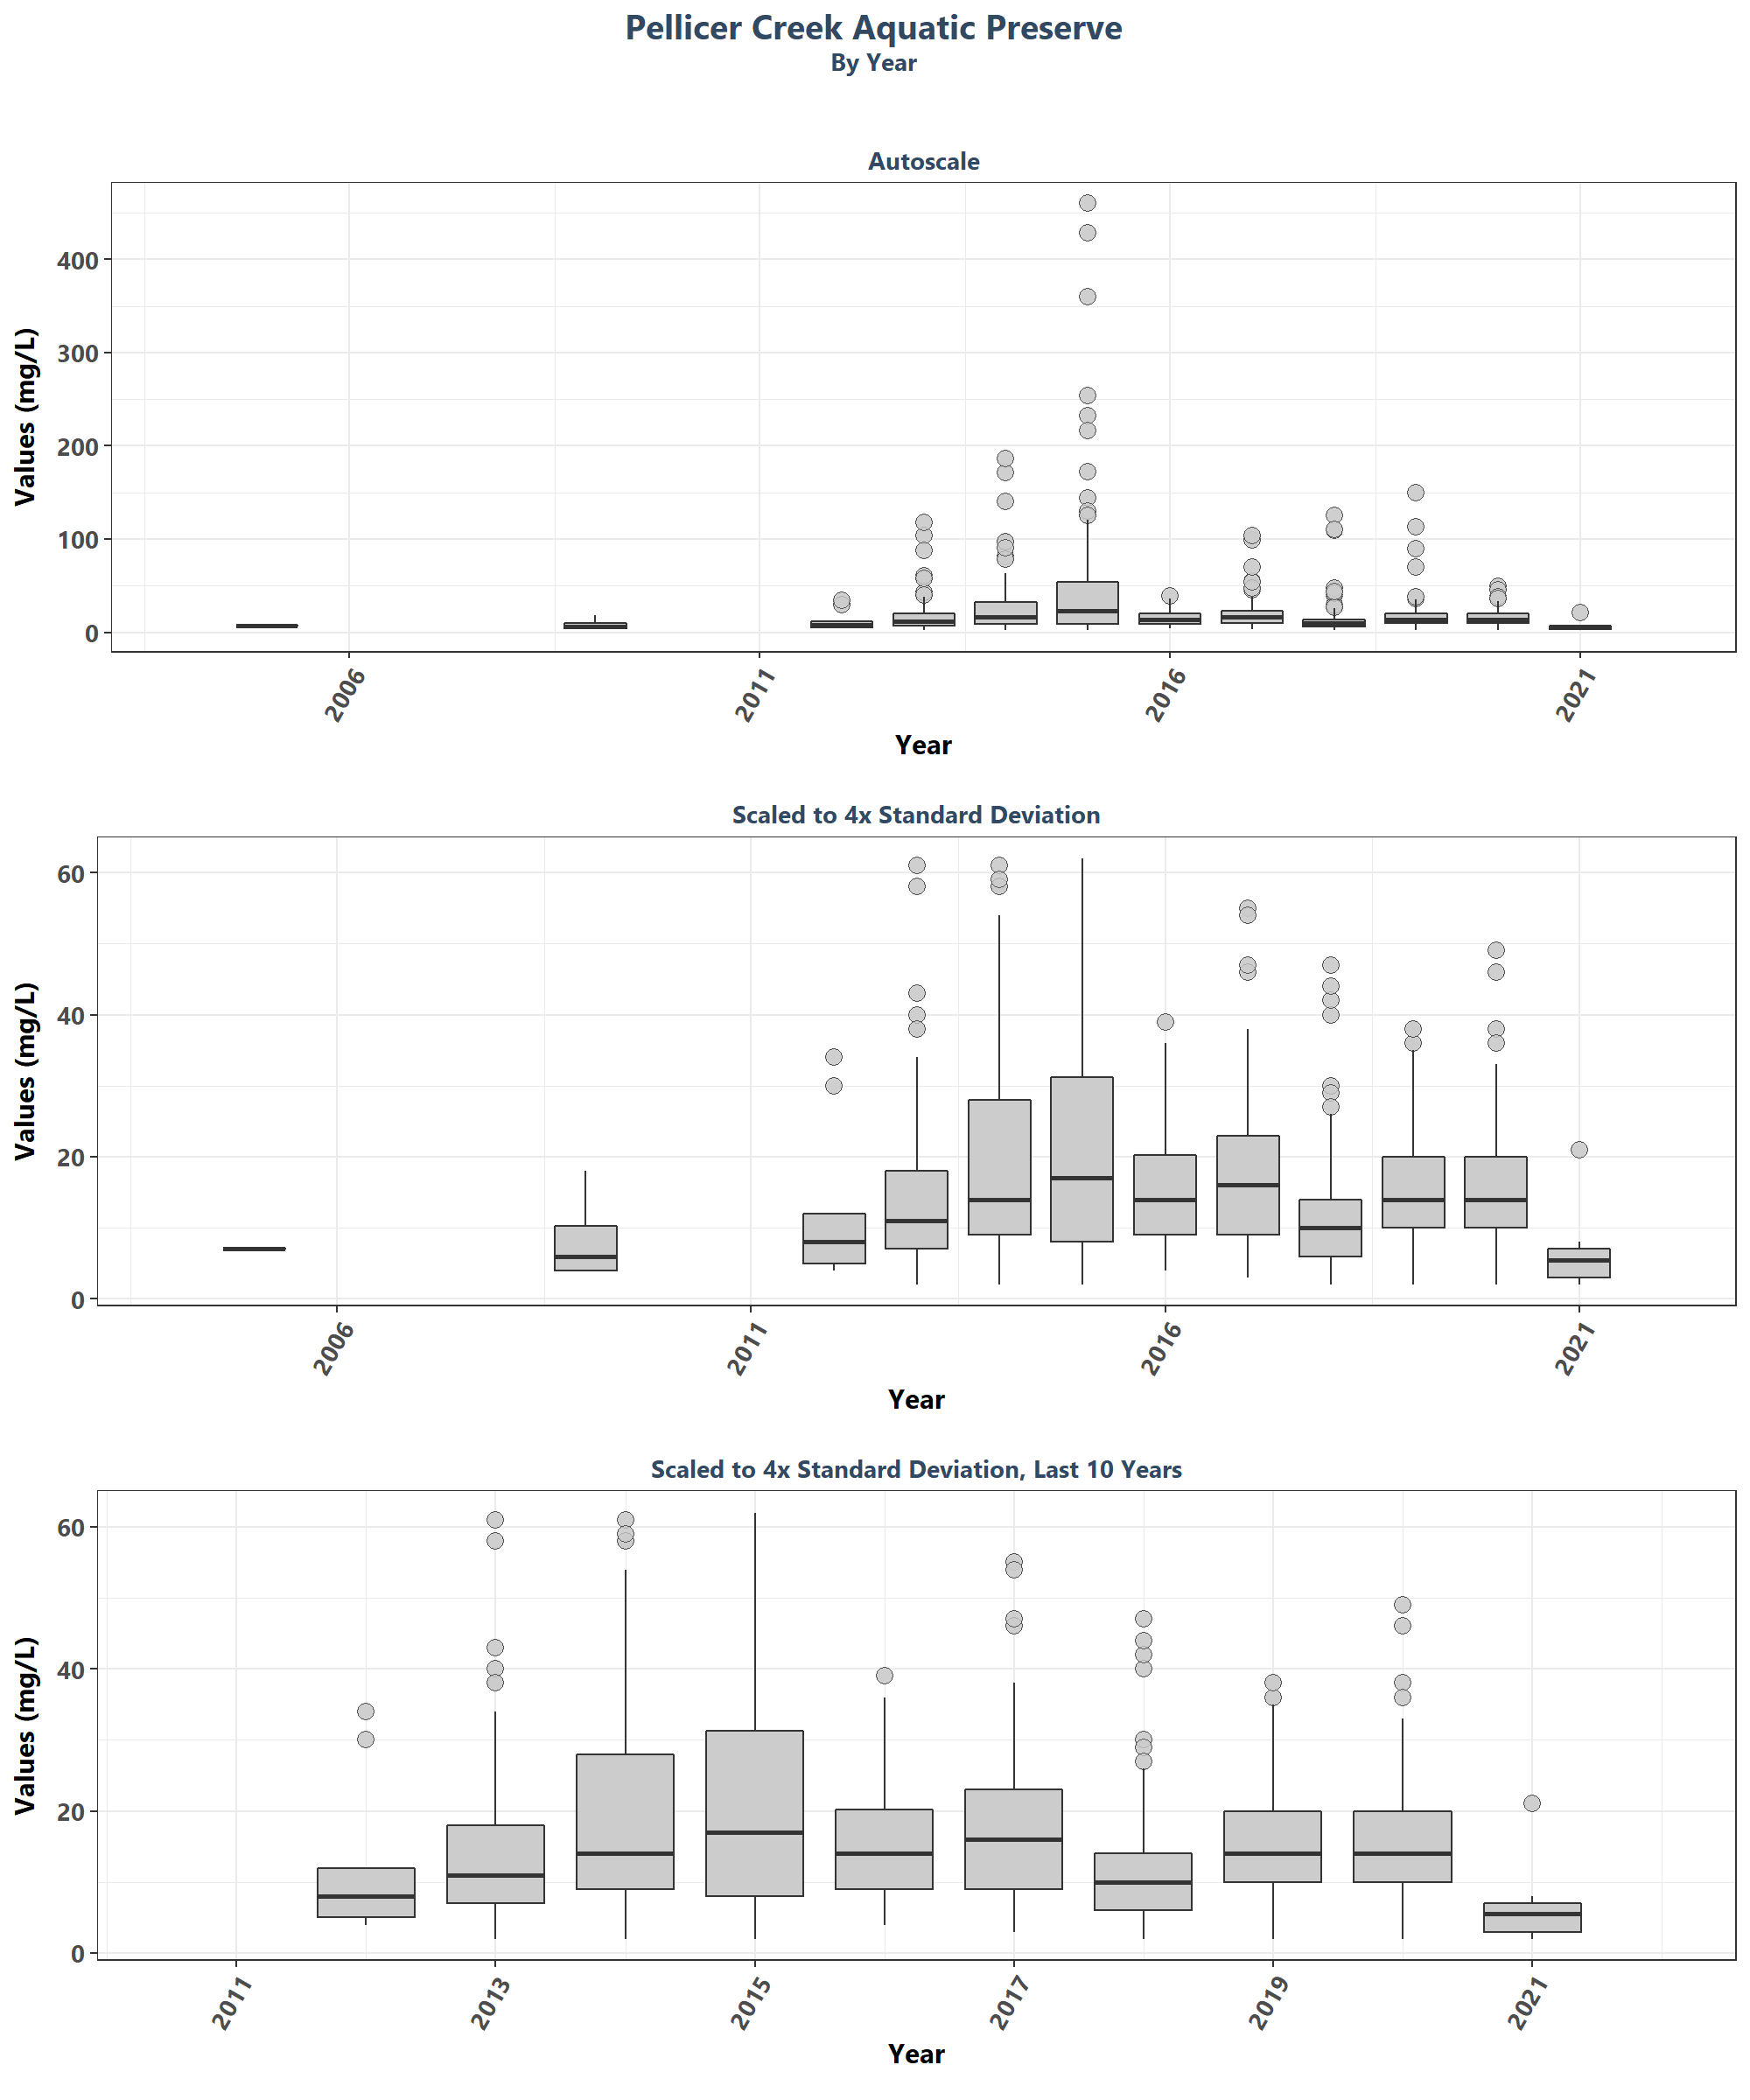 Pellicer Creek Aquatic Preserve
By Year
Autoscale
Values (mg/L)
400
300
200
100
0
2006
2011
2016
2021
Year
Scaled to 4x Standard Deviation
Values (mg/L)
60
40
20
0
2006
2011
2016
2021
Year
Scaled to 4x Standard Deviation, Last 10 Years
Values (mg/L)
60
40
20
0
2011
2013
2015
2017
2019
2021
Year